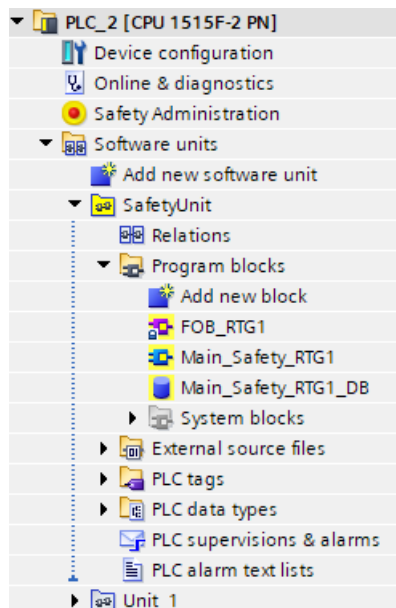 PLC_2 [CPU 1515F-2 PN]
Device configuration
Online & diagnostics
Safety Administration
Software units
Add new software unit
SafetyUnit
Relations
Program blocks
Add new block
FOB_RTG1
Main_Safety_RTG1
Main_Safety_RTG1_DB
System blocks
External source files
PLC tags
PLC data types
PLC supervisions & alarms
PLC alarm text lists
Unit_1